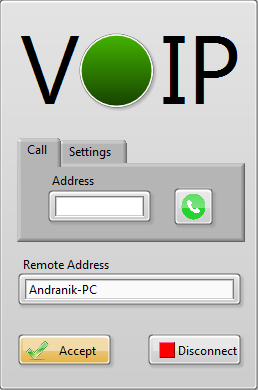 VOIP
Call
Settings
Address
Remote Address
Andranik-PC
Accept
Disconnect